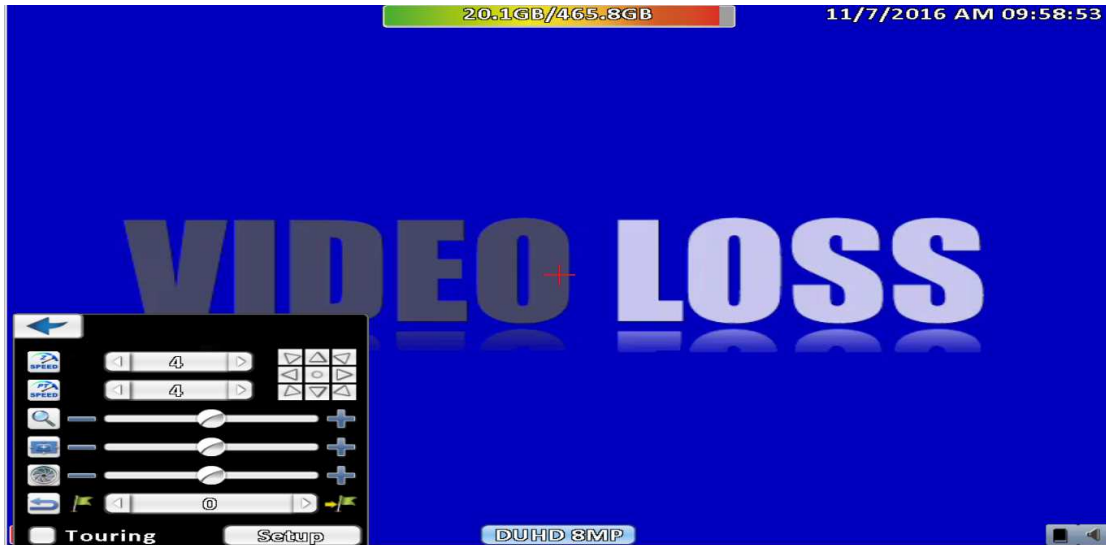 20.1GB/465.8GB
11/7/2016 AM 09:58:53
VIDEO LOSS
SPEED
4
SPEED
4
0
Touring
Setup
DUHD 8MP